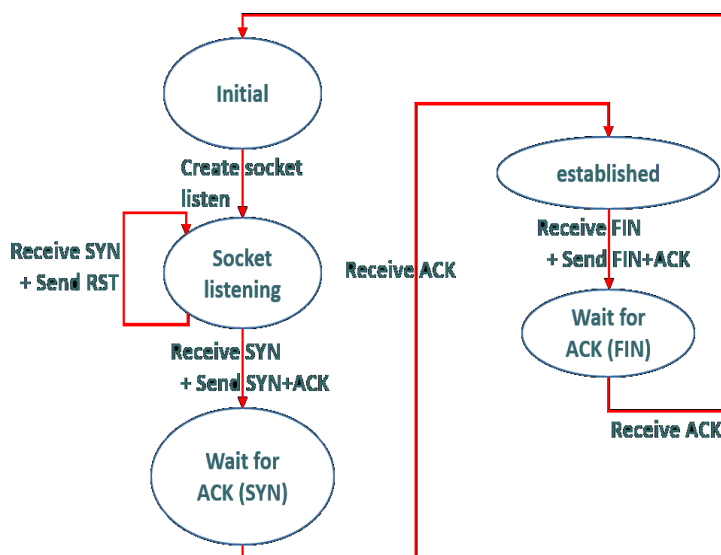 Initial
Create socket
listen
Receive SYN
+ Send RST
Socket
listening
Receive SYN
+ Send SYN+ACK
Wait for
ACK (SYN)
Receive ACK
established
Receive FIN
+ Send FIN+ACK
Wait for
ACK (FIN)
Receive ACK